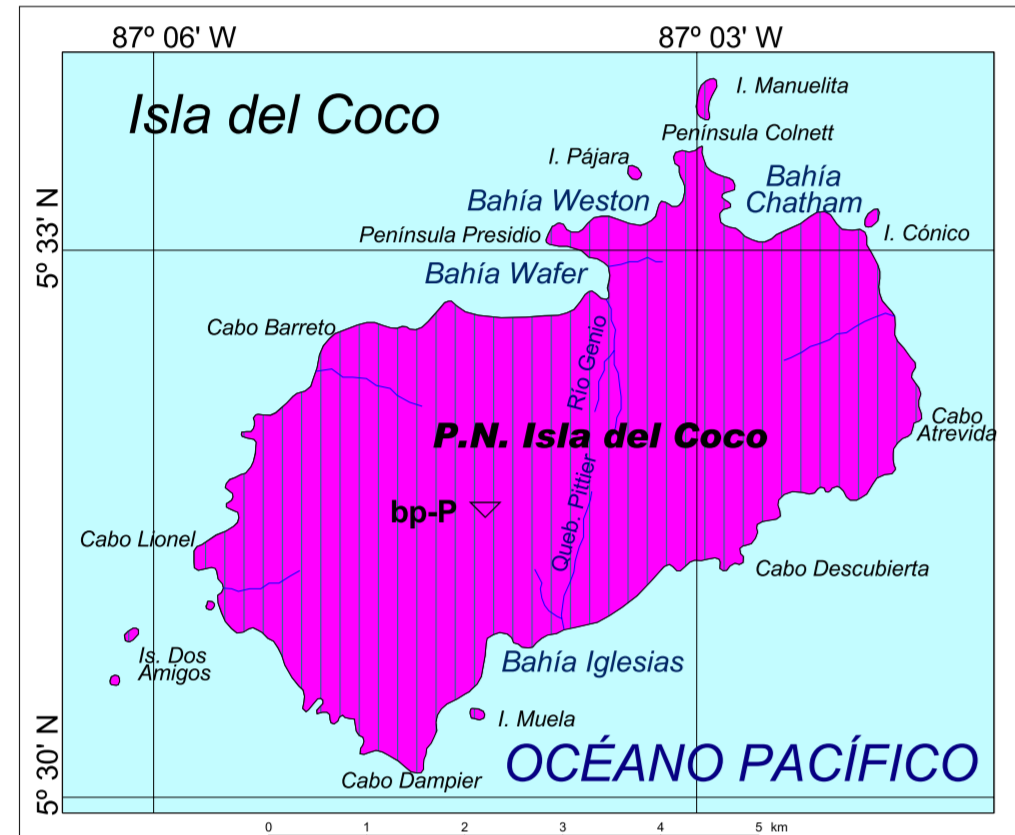 87º 06' W
87º 03' W
Isla del Coco
I. Manuelita
Península Colnett
I. Pájara
Bahía
Chatham
Bahía Weston
5º 33' N
Península Presidio
I. Cónico
Bahía Wafer
Cabo Barreto
Río Genio
Cabo
Atrevida
P.N. Isla del Coco
bp-P
Queb. Pittier
Cabo Lionel
Cabo Descubierta
Is. Dos
Amigos
Bahía Iglesias
I. Muela
5º 30' N
OCÉANO PACÍFICO
Cabo Dampier
0 1 2 3 4 5 km